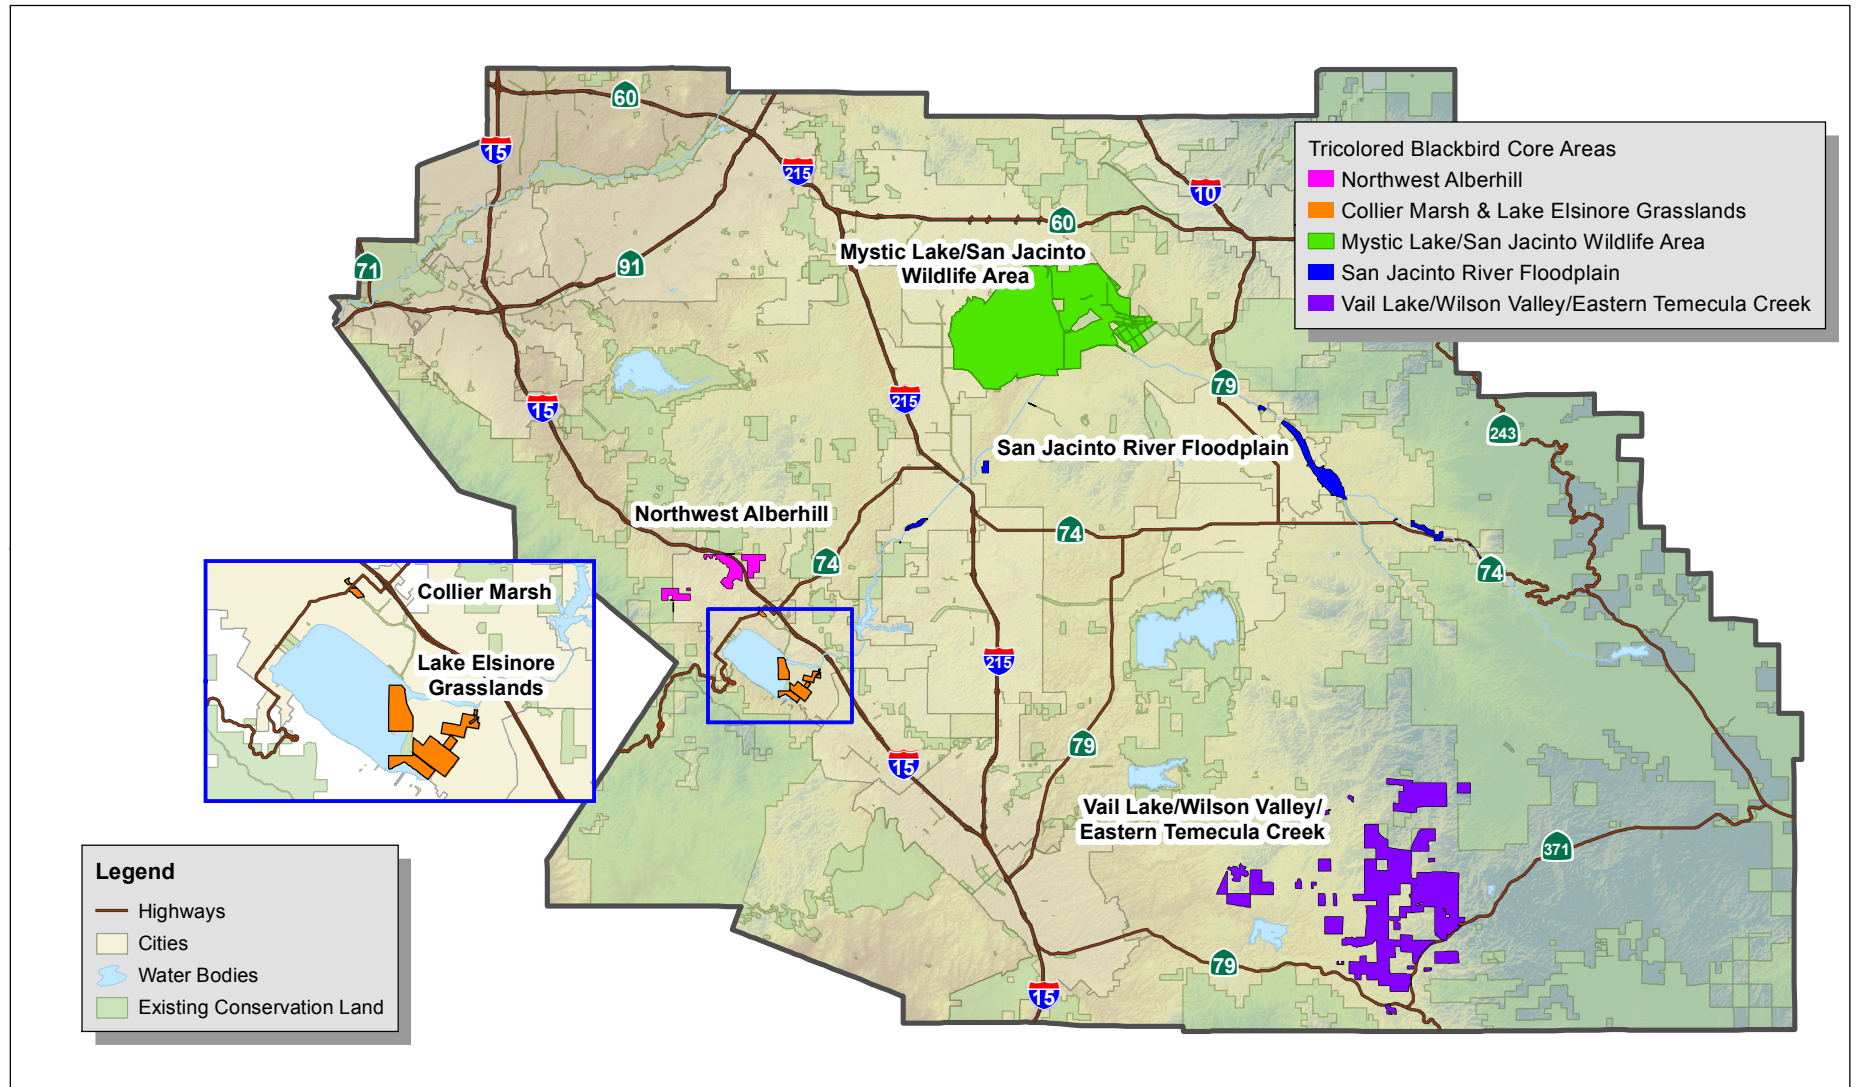 60
15
215
10
Tricolored Blackbird Core Areas
Northwest Alberhill
Collier Marsh & Lake Elsinore Grasslands
Mystic Lake/San Jacinto Wildlife Area
San Jacinto River Floodplain
Vail Lake/Wilson Valley/Eastern Temecula Creek
60
71
91
Mystic Lake/San Jacinto
Wildlife Area
79
15
215
243
San Jacinto River Floodplain
Northwest Alberhill
74
74
74
Collier Marsh
Lake Elsinore
Grasslands
215
79
15
Vail Lake/Wilson Valley/
Eastern Temecula Creek
371
79
15
Legend
Highways
Cities
Water Bodies
Existing Conservation Land